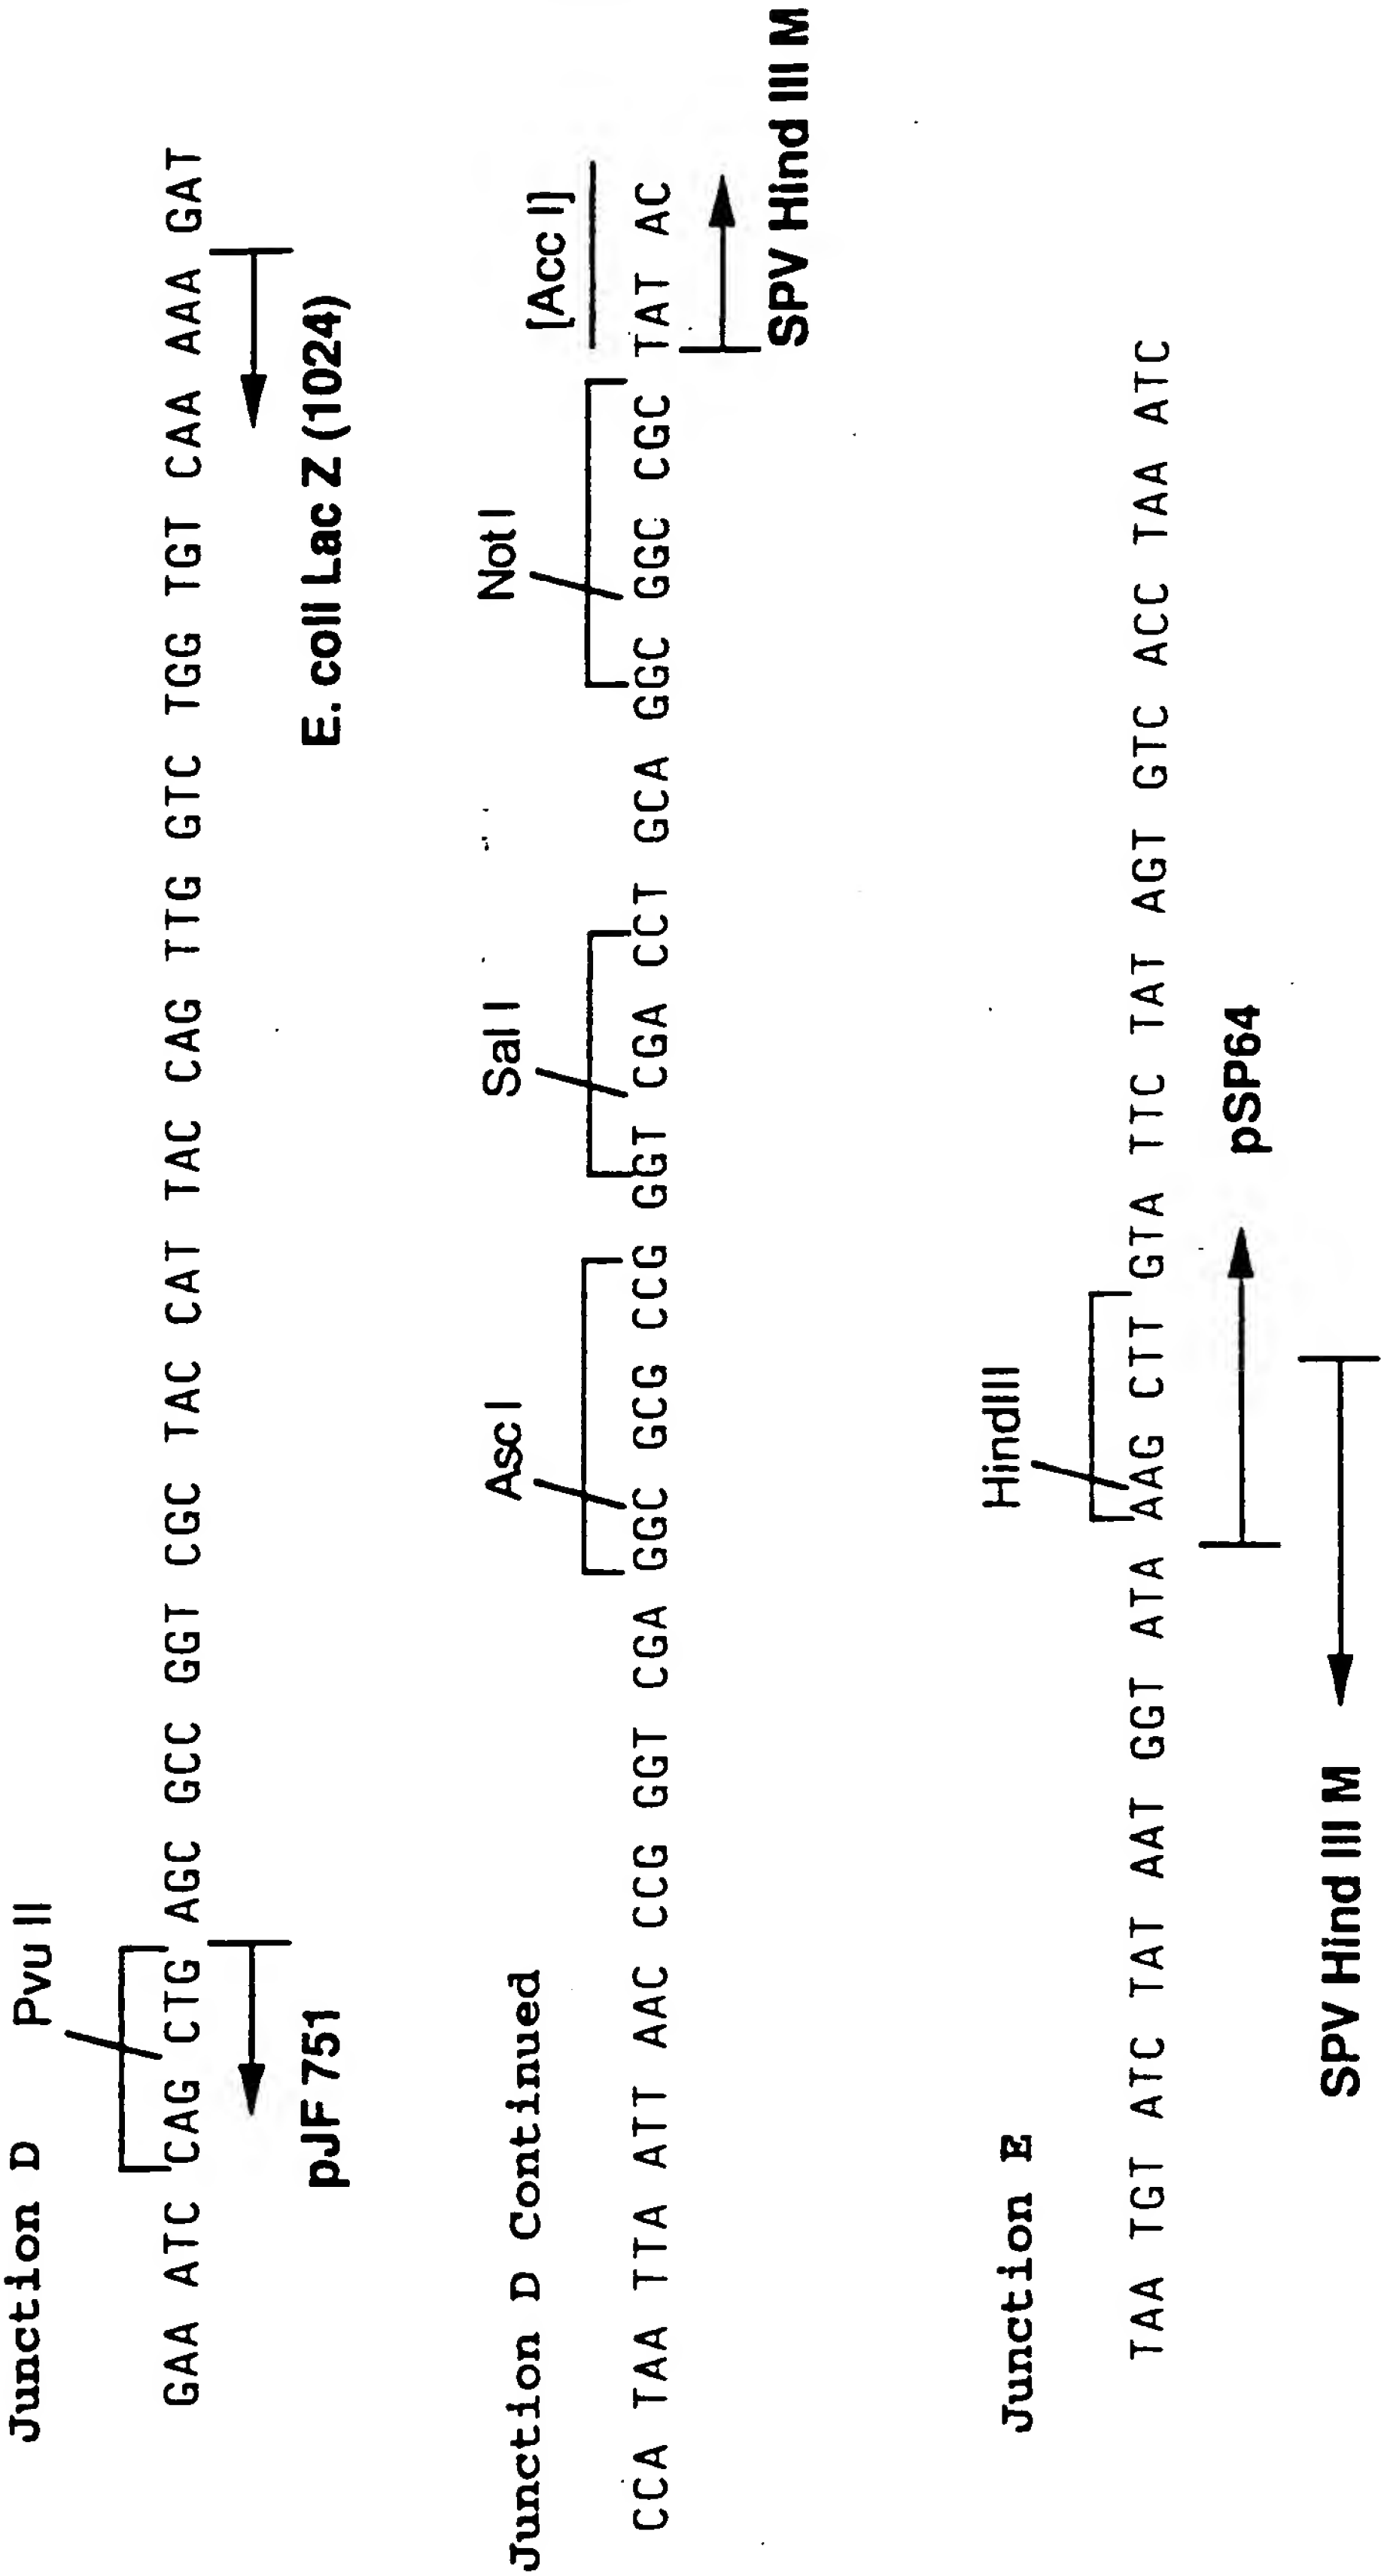 Junction D
Pvu II
GAA ATC CAG CTG AGC GCC GGT CGC TAC CAT TAC CAG TTG GTC TGG TGT CAA AAA GAT
pJF 751
E. coli Lac Z (1024)
Junction D Continued
Asc I
Sal I
Not I
[Acc I]
CCA TAA TTA ATT AAC CCG GGT CGA GGC GCG CCG GGT CGA CCT GCA GGC GGC CGC TAT AC
SPV Hind III M
Junction E
HindIII
TAA TGT ATC TAT AAT GGT ATA AAG CTT GTA TTC TAT AGT GTC ACC TAA ATC
pSP64
SPV Hind III M